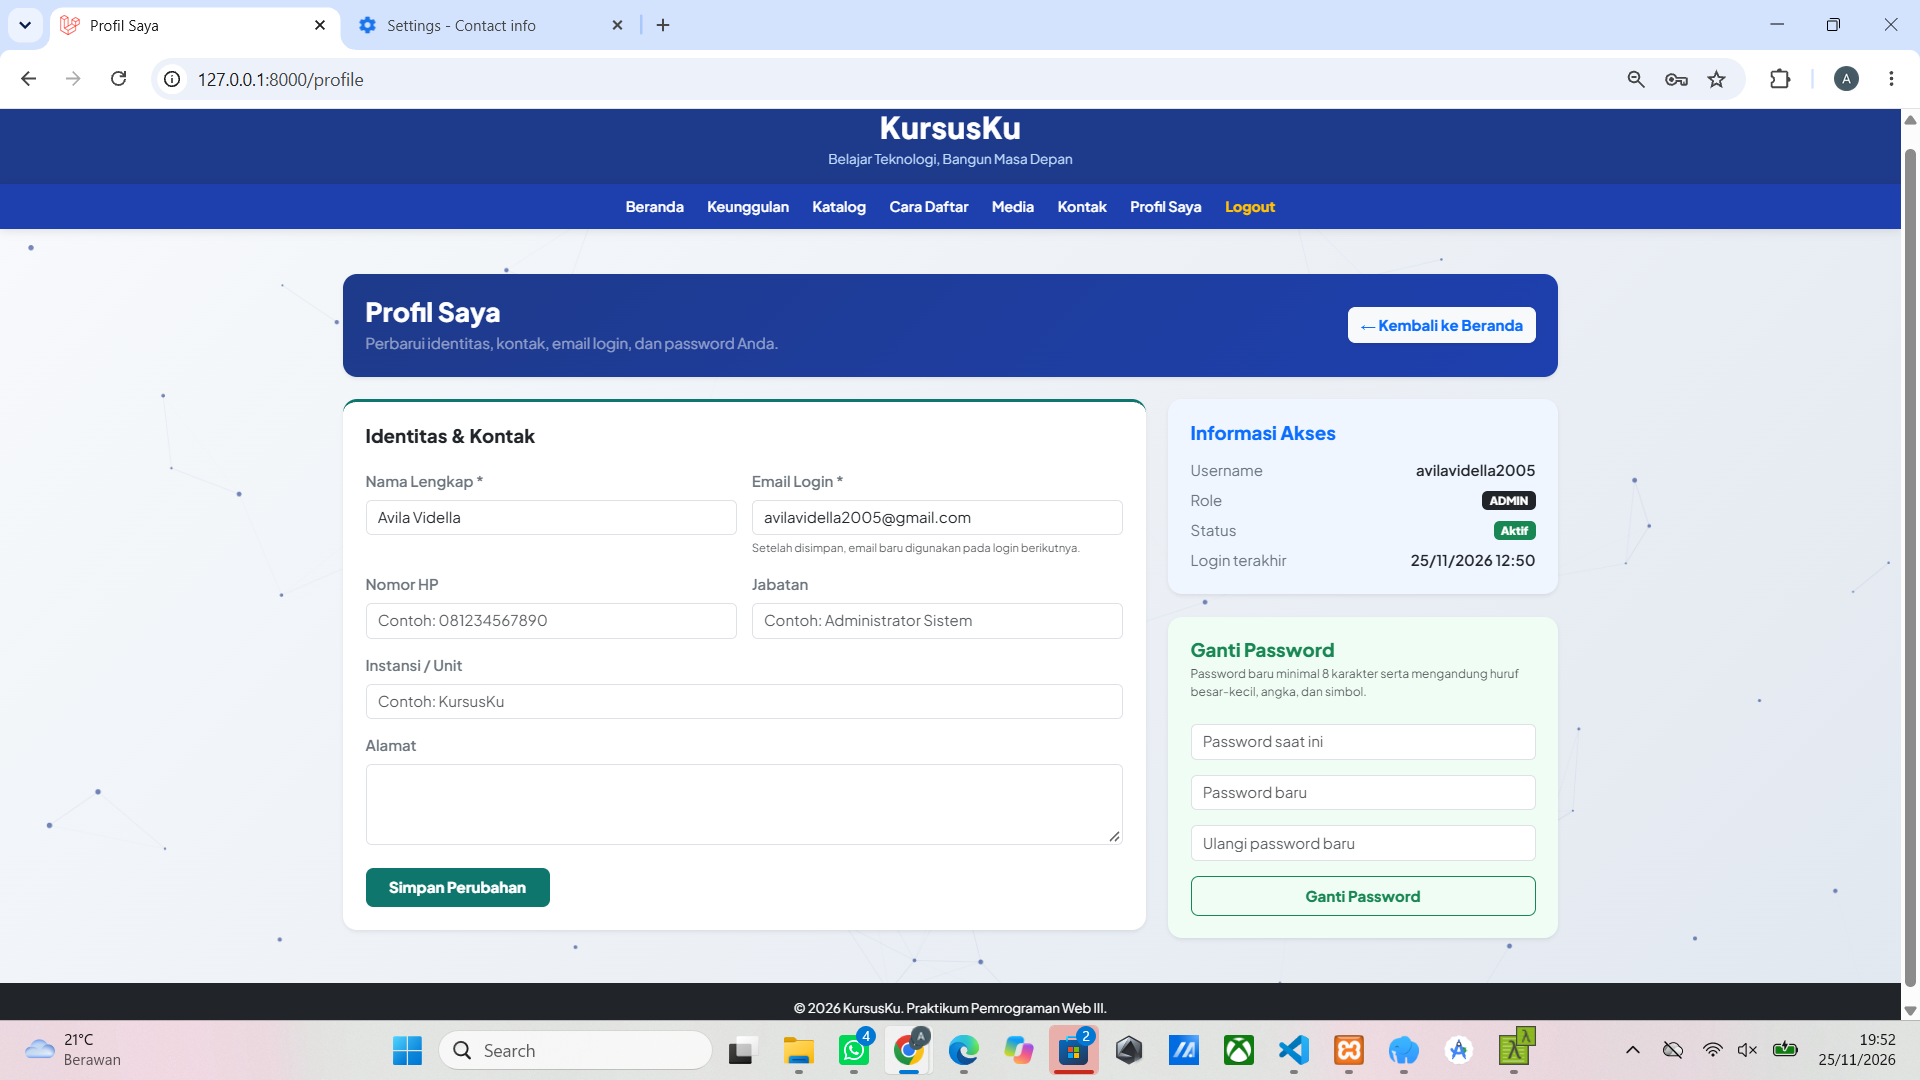 Profil Saya
Settings - Contact info
127.0.0.1:8000/profile
A
KursusKu
Belajar Teknologi, Bangun Masa Depan
Beranda Keunggulan Katalog Cara Daftar Media Kontak Profil Saya Logout
Profil Saya
Perbarui identitas, kontak, email login, dan password Anda.
← Kembali ke Beranda
Identitas & Kontak
Nama Lengkap *
Avila Vidella
Email Login *
avilavidella2005@gmail.com
Setelah disimpan, email baru digunakan pada login berikutnya.
Nomor HP
Contoh: 081234567890
Jabatan
Contoh: Administrator Sistem
Instansi / Unit
Contoh: KursusKu
Alamat
Simpan Perubahan
Informasi Akses
Username avilavidella2005
Role ADMIN
Status Aktif
Login terakhir 25/11/2026 12:50
Ganti Password
Password baru minimal 8 karakter serta mengandung huruf
besar-kecil, angka, dan simbol.
Password saat ini
Password baru
Ulangi password baru
Ganti Password
© 2026 KursusKu. Praktikum Pemrograman Web III.
21°C
Berawan
Search
4
A
2
19:52
25/11/2026